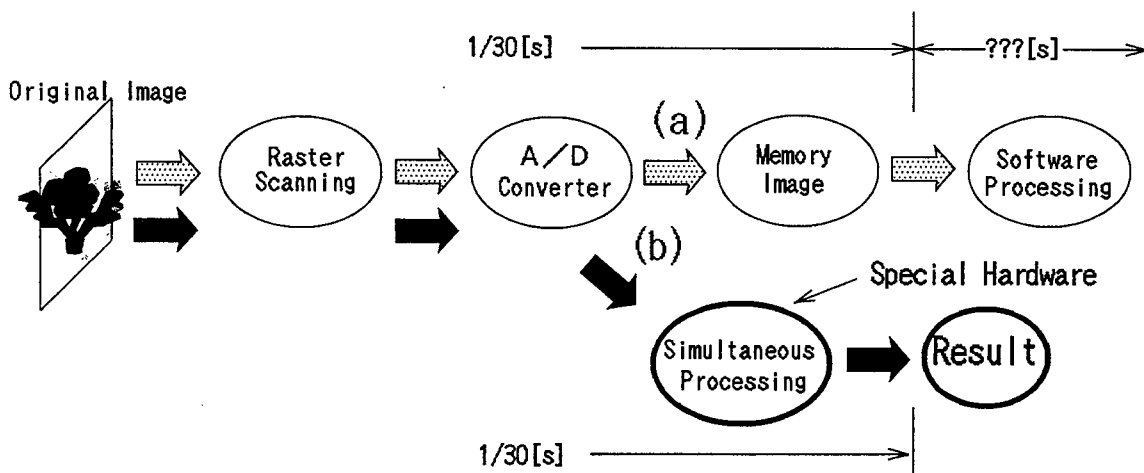 1/30[s]
???[s]
Original Image
Raster
Scanning
A/D
Converter
(a)
Memory
Image
Software
Processing
(b)
Special Hardware
Simultaneous
Processing
Result
1/30[s]